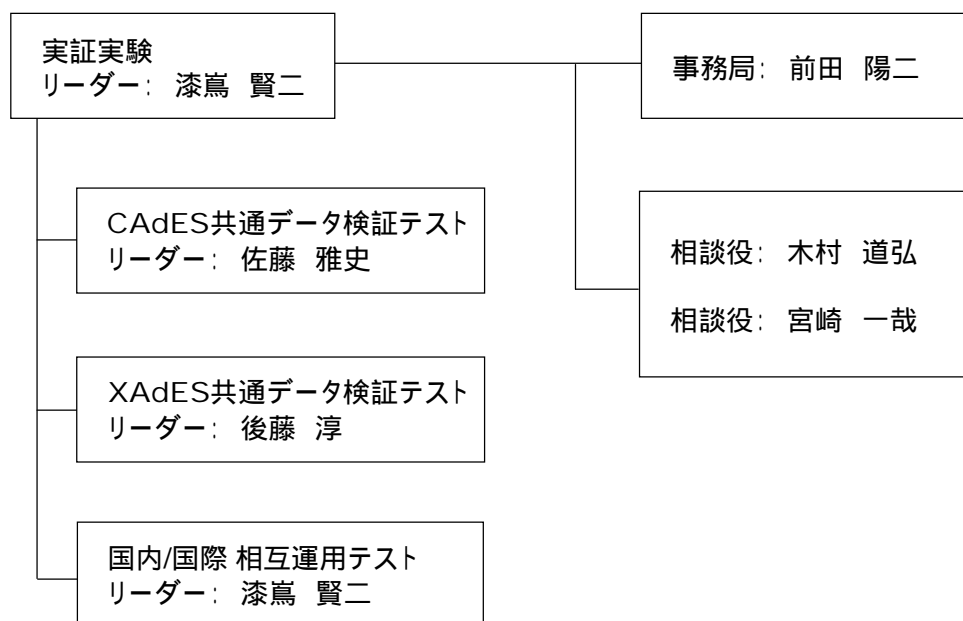 実証実験
リーダー： 漆嶌 賢二
事務局： 前田 陽二
CAdES共通データ検証テスト
リーダー： 佐藤 雅史
相談役： 木村 道弘
相談役： 宮崎 一哉
XAdES共通データ検証テスト
リーダー： 後藤 淳
国内/国際 相互運用テスト
リーダー： 漆嶌 賢二